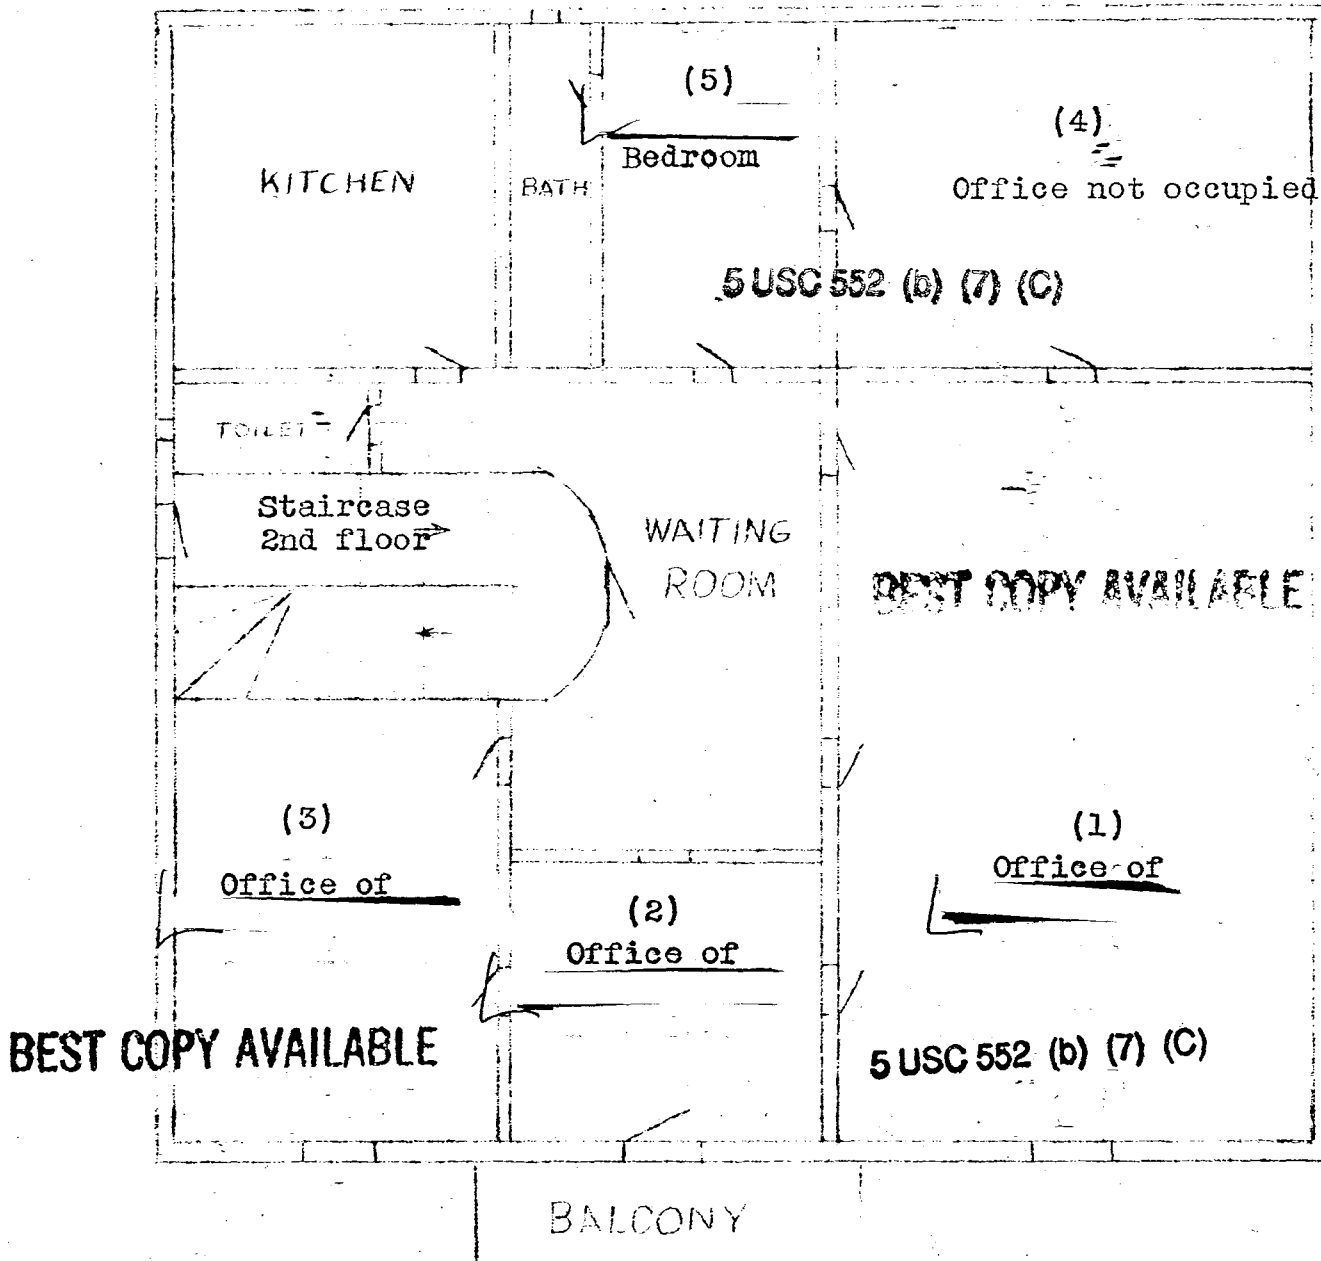 (5)
(4)
Bedroom
KITCHEN
BATH
Office not occupied
5 USC 552 (b) (7) (C)
TOILET
Staircase
2nd floor
WAITING
ROOM
BEST COPY AVAILABLE
(3)
(1)
Office of
Office of
(2)
Office of
BEST COPY AVAILABLE
5 USC 552 (b) (7) (C)
BALCONY